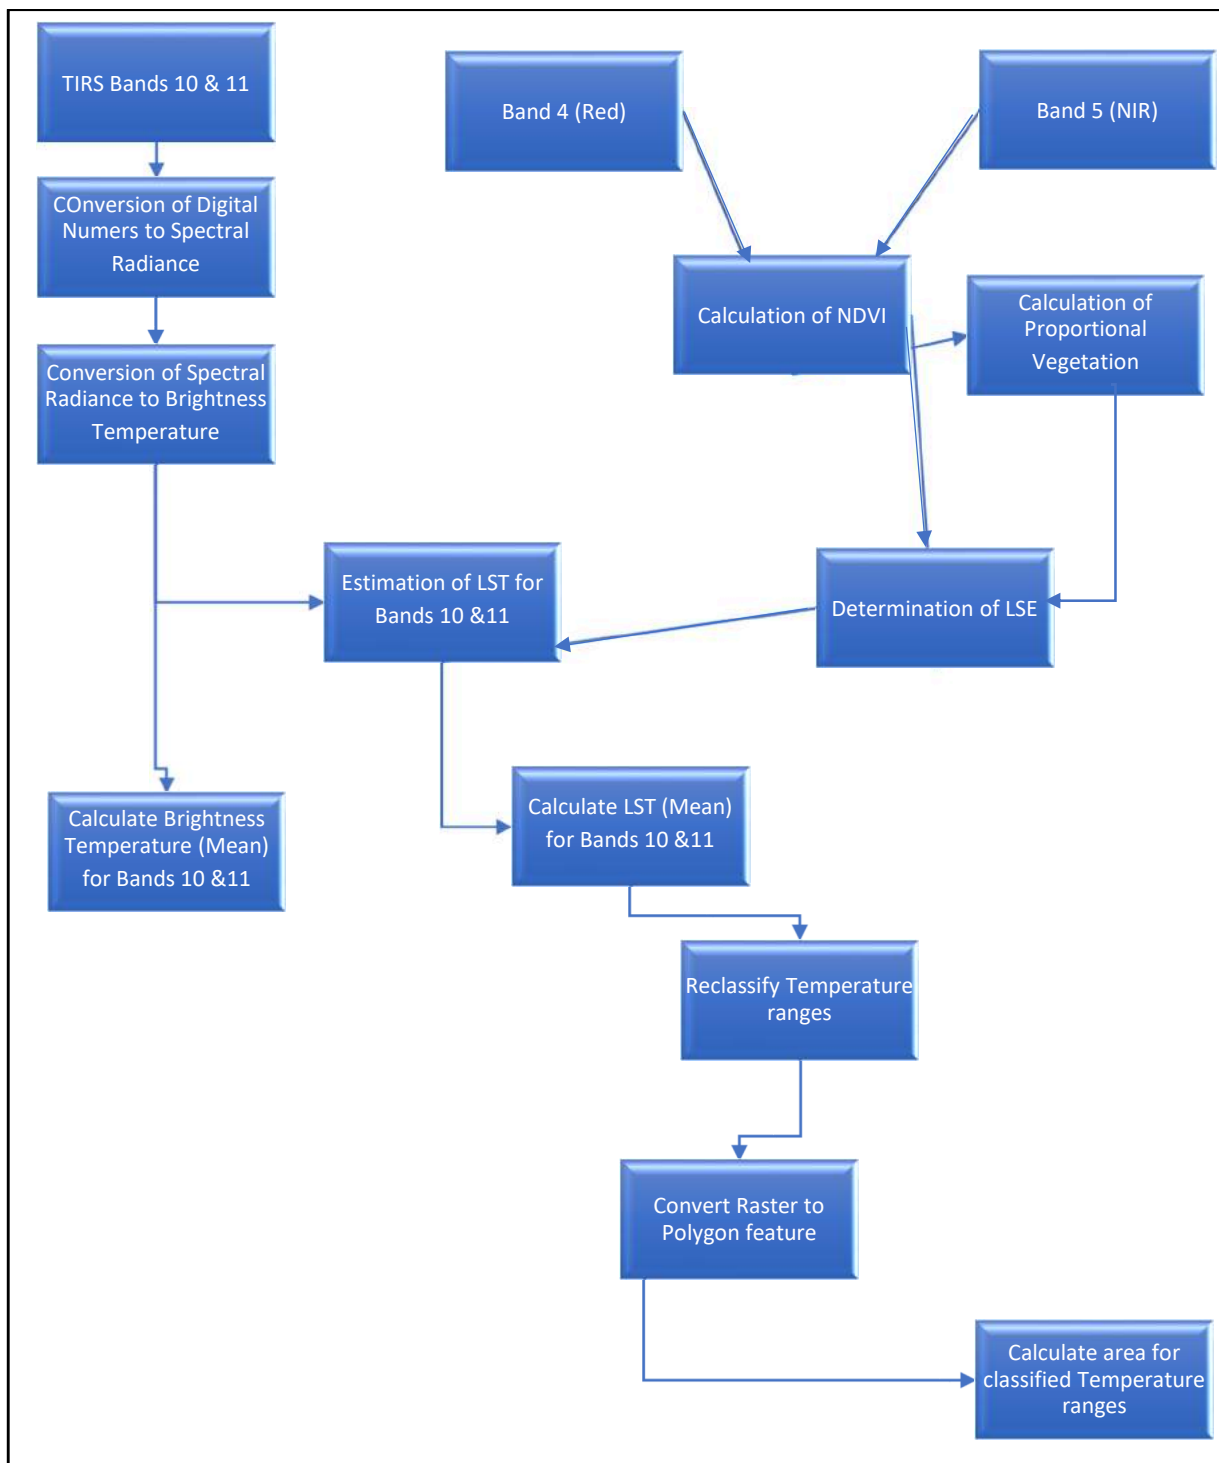 TIRS Bands 10 & 11
Band 4 (Red)
Band 5 (NIR)
COnversion of Digital
Numers to Spectral
Radiance
Calculation of NDVI
Calculation of
Proportional
Vegetation
Conversion of Spectral
Radiance to Brightness
Temperature
Estimation of LST for
Bands 10 &11
Determination of LSE
Calculate Brightness
Temperature (Mean)
for Bands 10 &11
Calculate LST (Mean)
for Bands 10 &11
Reclassify Temperature
ranges
Convert Raster to
Polygon feature
Calculate area for
classified Temperature
ranges